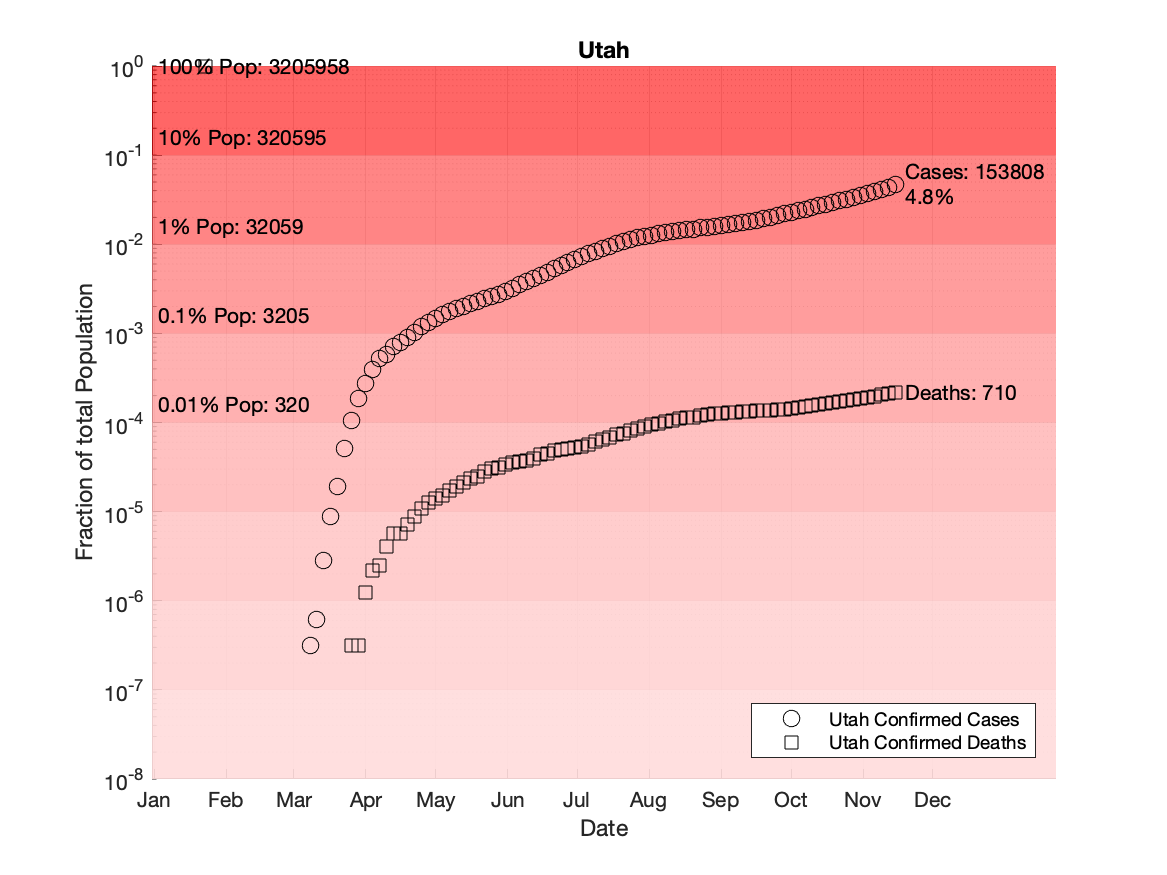 Utah
10^0
100% Pop: 3205958
10% Pop: 320595
10^-1
Cases: 153808
4.8%
1% Pop: 32059
10^-2
0.1% Pop: 3205
10^-3
0.01% Pop: 320
Deaths: 710
10^-4
10^-5
10^-6
10^-7
10^-8
Fraction of total Population
Utah Confirmed Cases
Utah Confirmed Deaths
Jan Feb Mar Apr May Jun Jul Aug Sep Oct Nov Dec
Date